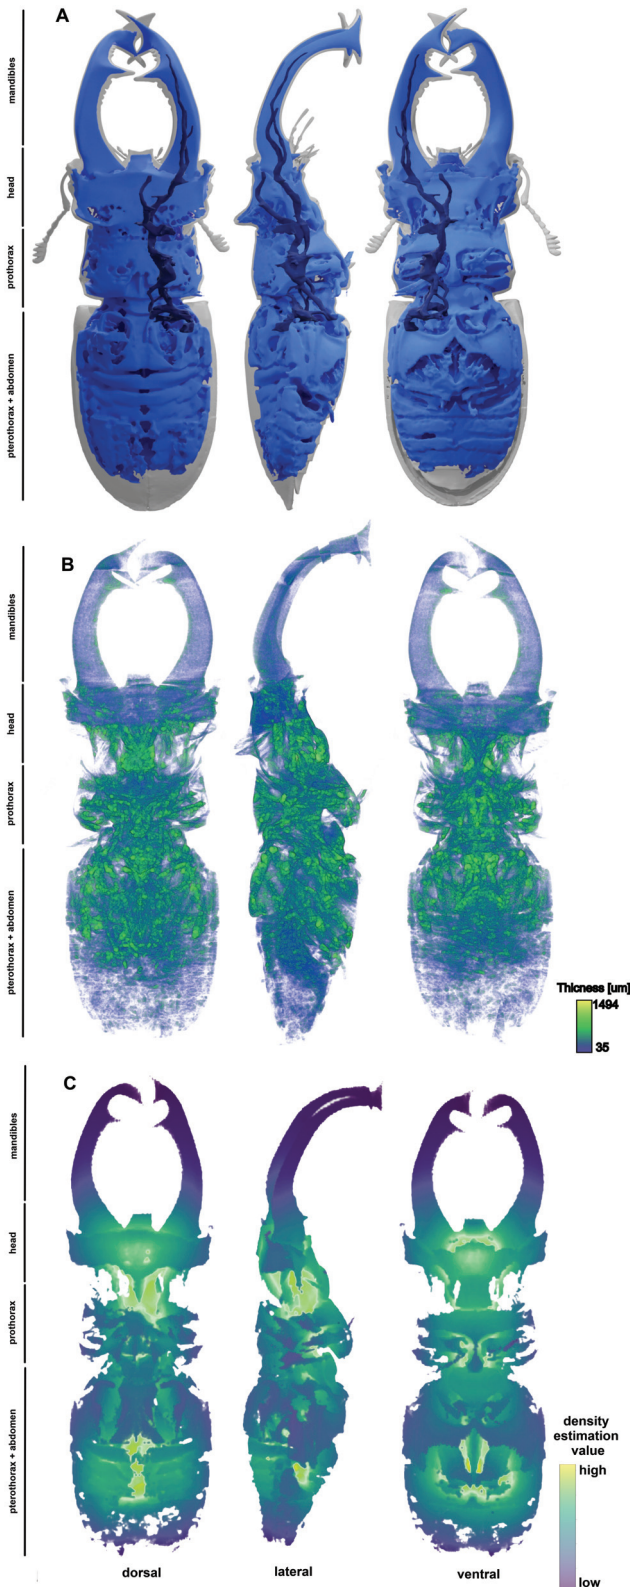 A
mandibles
head
prothorax
pterothorax + abdomen
B
mandibles
head
prothorax
pterothorax + abdomen
Thicness [um]
1494
35
C
mandibles
head
prothorax
pterothorax + abdomen
density
estimation
value
high
low
dorsal
lateral
ventral